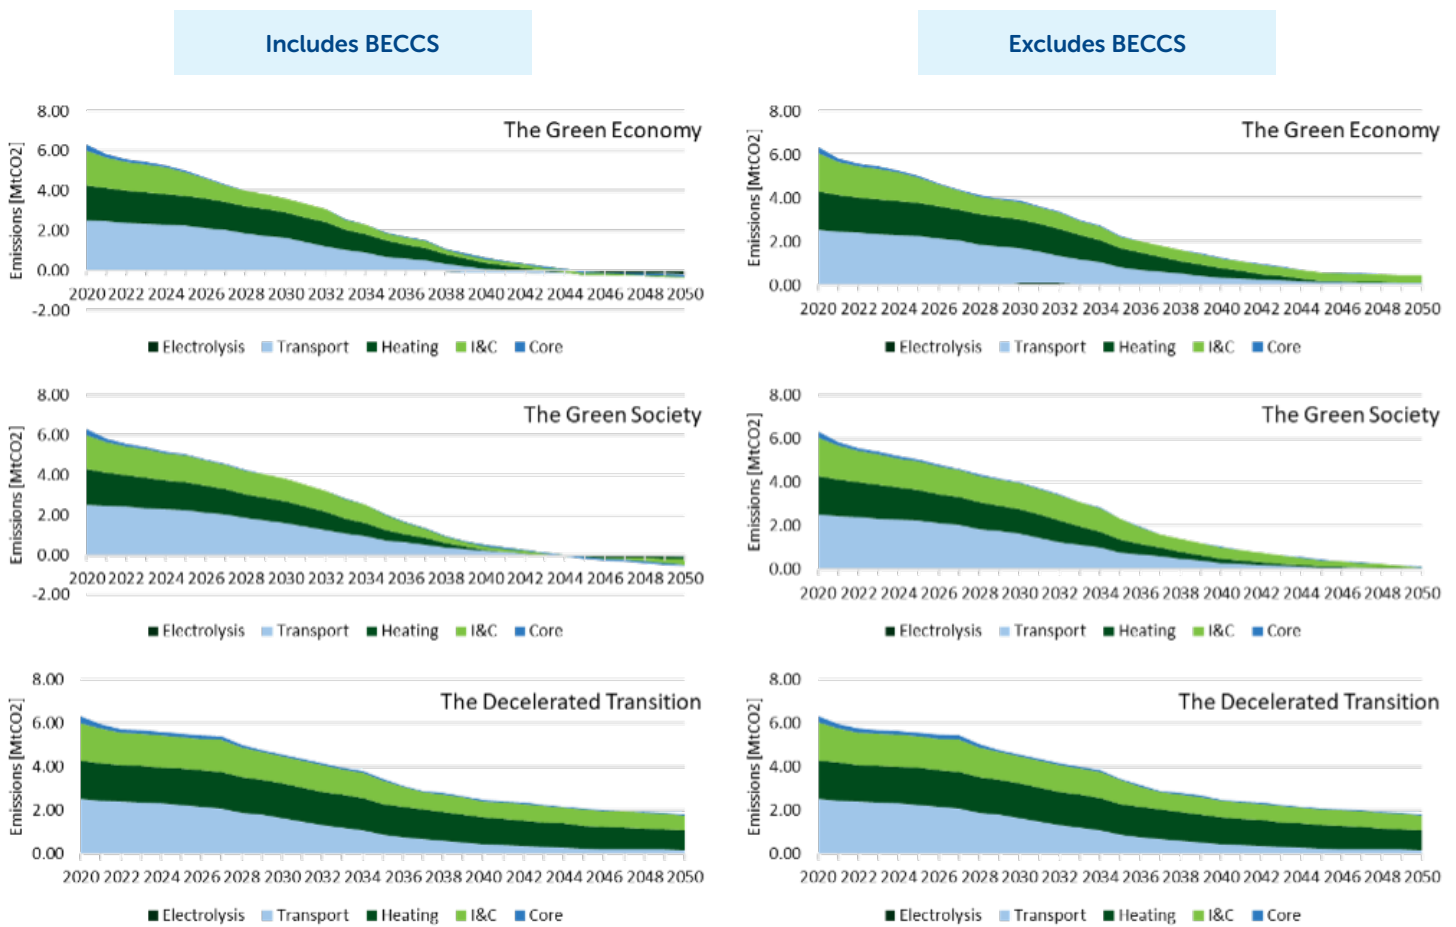 Includes BECCS
Excludes BECCS
The Green Economy
Emissions [MtCO2]
8.00
6.00
4.00
2.00
0.00
-2.00
2020 2022 2024 2026 2028 2030 2032 2034 2036 2038 2040 2042 2044 2046 2048 2050
Electrolysis Transport Heating I&C Core
The Green Economy
Emissions [MtCO2]
8.00
6.00
4.00
2.00
0.00
2020 2022 2024 2026 2028 2030 2032 2034 2036 2038 2040 2042 2044 2046 2048 2050
Electrolysis Transport Heating I&C Core
The Green Society
Emissions [MtCO2]
8.00
6.00
4.00
2.00
0.00
-2.00
2020 2022 2024 2026 2028 2030 2032 2034 2036 2038 2040 2042 2044 2046 2048 2050
Electrolysis Transport Heating I&C Core
The Green Society
Emissions [MtCO2]
8.00
6.00
4.00
2.00
0.00
2020 2022 2024 2026 2028 2030 2032 2034 2036 2038 2040 2042 2044 2046 2048 2050
Electrolysis Transport Heating I&C Core
The Decelerated Transition
Emissions [MtCO2]
8.00
6.00
4.00
2.00
0.00
2020 2022 2024 2026 2028 2030 2032 2034 2036 2038 2040 2042 2044 2046 2048 2050
Electrolysis Transport Heating I&C Core
The Decelerated Transition
Emissions [MtCO2]
8.00
6.00
4.00
2.00
0.00
2020 2022 2024 2026 2028 2030 2032 2034 2036 2038 2040 2042 2044 2046 2048 2050
Electrolysis Transport Heating I&C Core